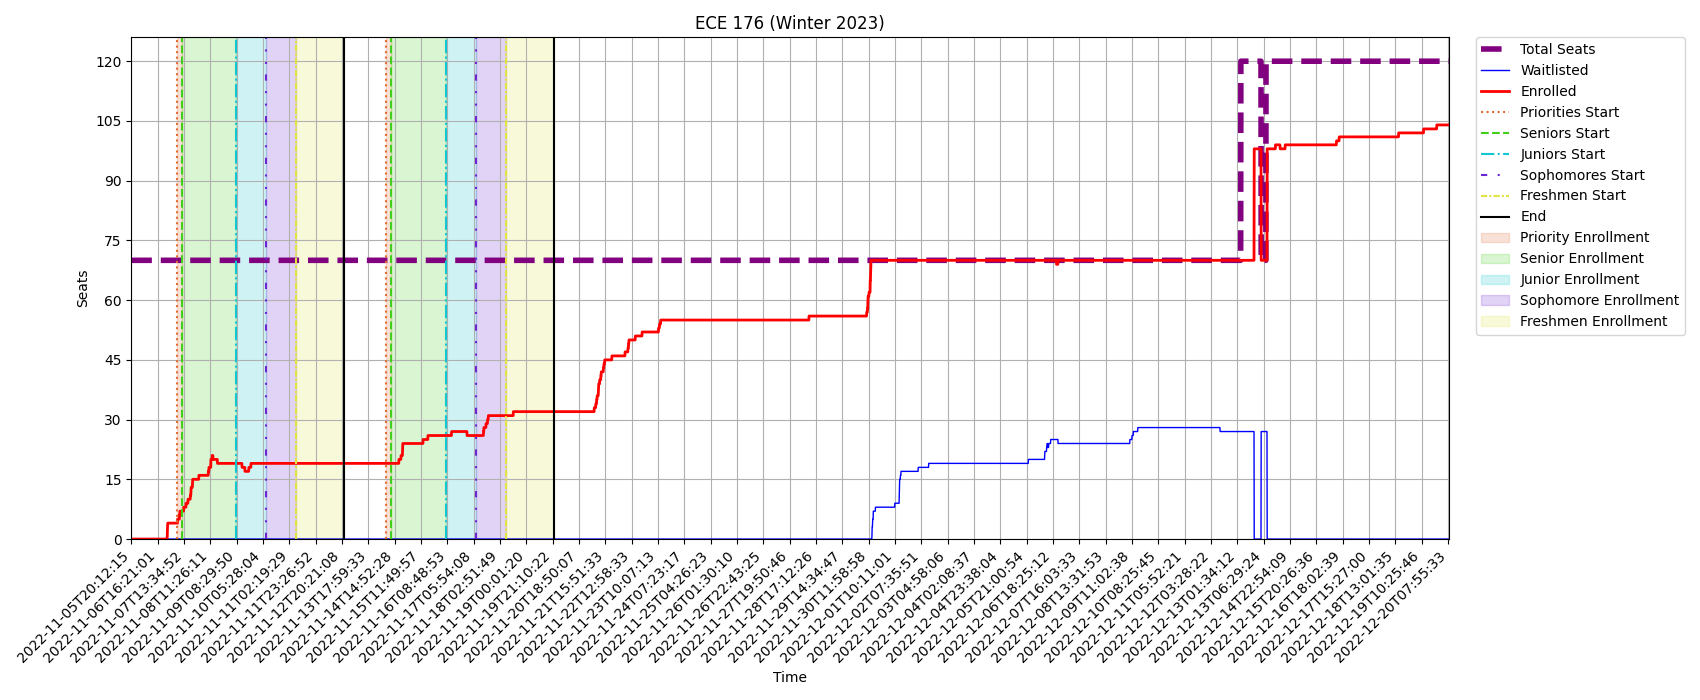 ECE 176 (Winter 2023)
Seats
120
105
90
75
60
45
30
15
0
2022-11-05T20:12:15
2022-11-06T16:21:01
2022-11-07T13:34:52
2022-11-08T11:26:11
2022-11-09T08:29:50
2022-11-10T05:28:04
2022-11-11T02:19:29
2022-11-11T23:26:52
2022-11-12T20:21:08
2022-11-13T17:59:33
2022-11-14T14:52:28
2022-11-15T11:49:57
2022-11-16T08:48:53
2022-11-17T05:54:08
2022-11-18T02:51:49
2022-11-19T00:01:20
2022-11-19T21:10:22
2022-11-20T18:50:07
2022-11-21T15:51:33
2022-11-22T12:58:33
2022-11-23T10:07:13
2022-11-24T07:23:17
2022-11-25T04:26:23
2022-11-26T01:30:10
2022-11-26T22:43:25
2022-11-27T19:50:46
2022-11-28T17:12:26
2022-11-29T14:34:47
2022-11-30T11:58:58
2022-12-01T10:11:01
2022-12-02T07:35:51
2022-12-03T04:58:06
2022-12-04T02:08:37
2022-12-04T23:38:04
2022-12-05T21:00:54
2022-12-06T18:25:12
2022-12-07T16:03:33
2022-12-08T13:31:53
2022-12-09T11:02:38
2022-12-10T08:25:45
2022-12-11T05:52:21
2022-12-12T03:28:22
2022-12-13T01:34:12
2022-12-13T06:29:24
2022-12-14T22:54:09
2022-12-15T20:26:36
2022-12-16T18:02:39
2022-12-17T15:27:00
2022-12-18T13:01:35
2022-12-19T10:25:46
2022-12-20T07:55:33
Time
Total Seats
Waitlisted
Enrolled
Priorities Start
Seniors Start
Juniors Start
Sophomores Start
Freshmen Start
End
Priority Enrollment
Senior Enrollment
Junior Enrollment
Sophomore Enrollment
Freshmen Enrollment